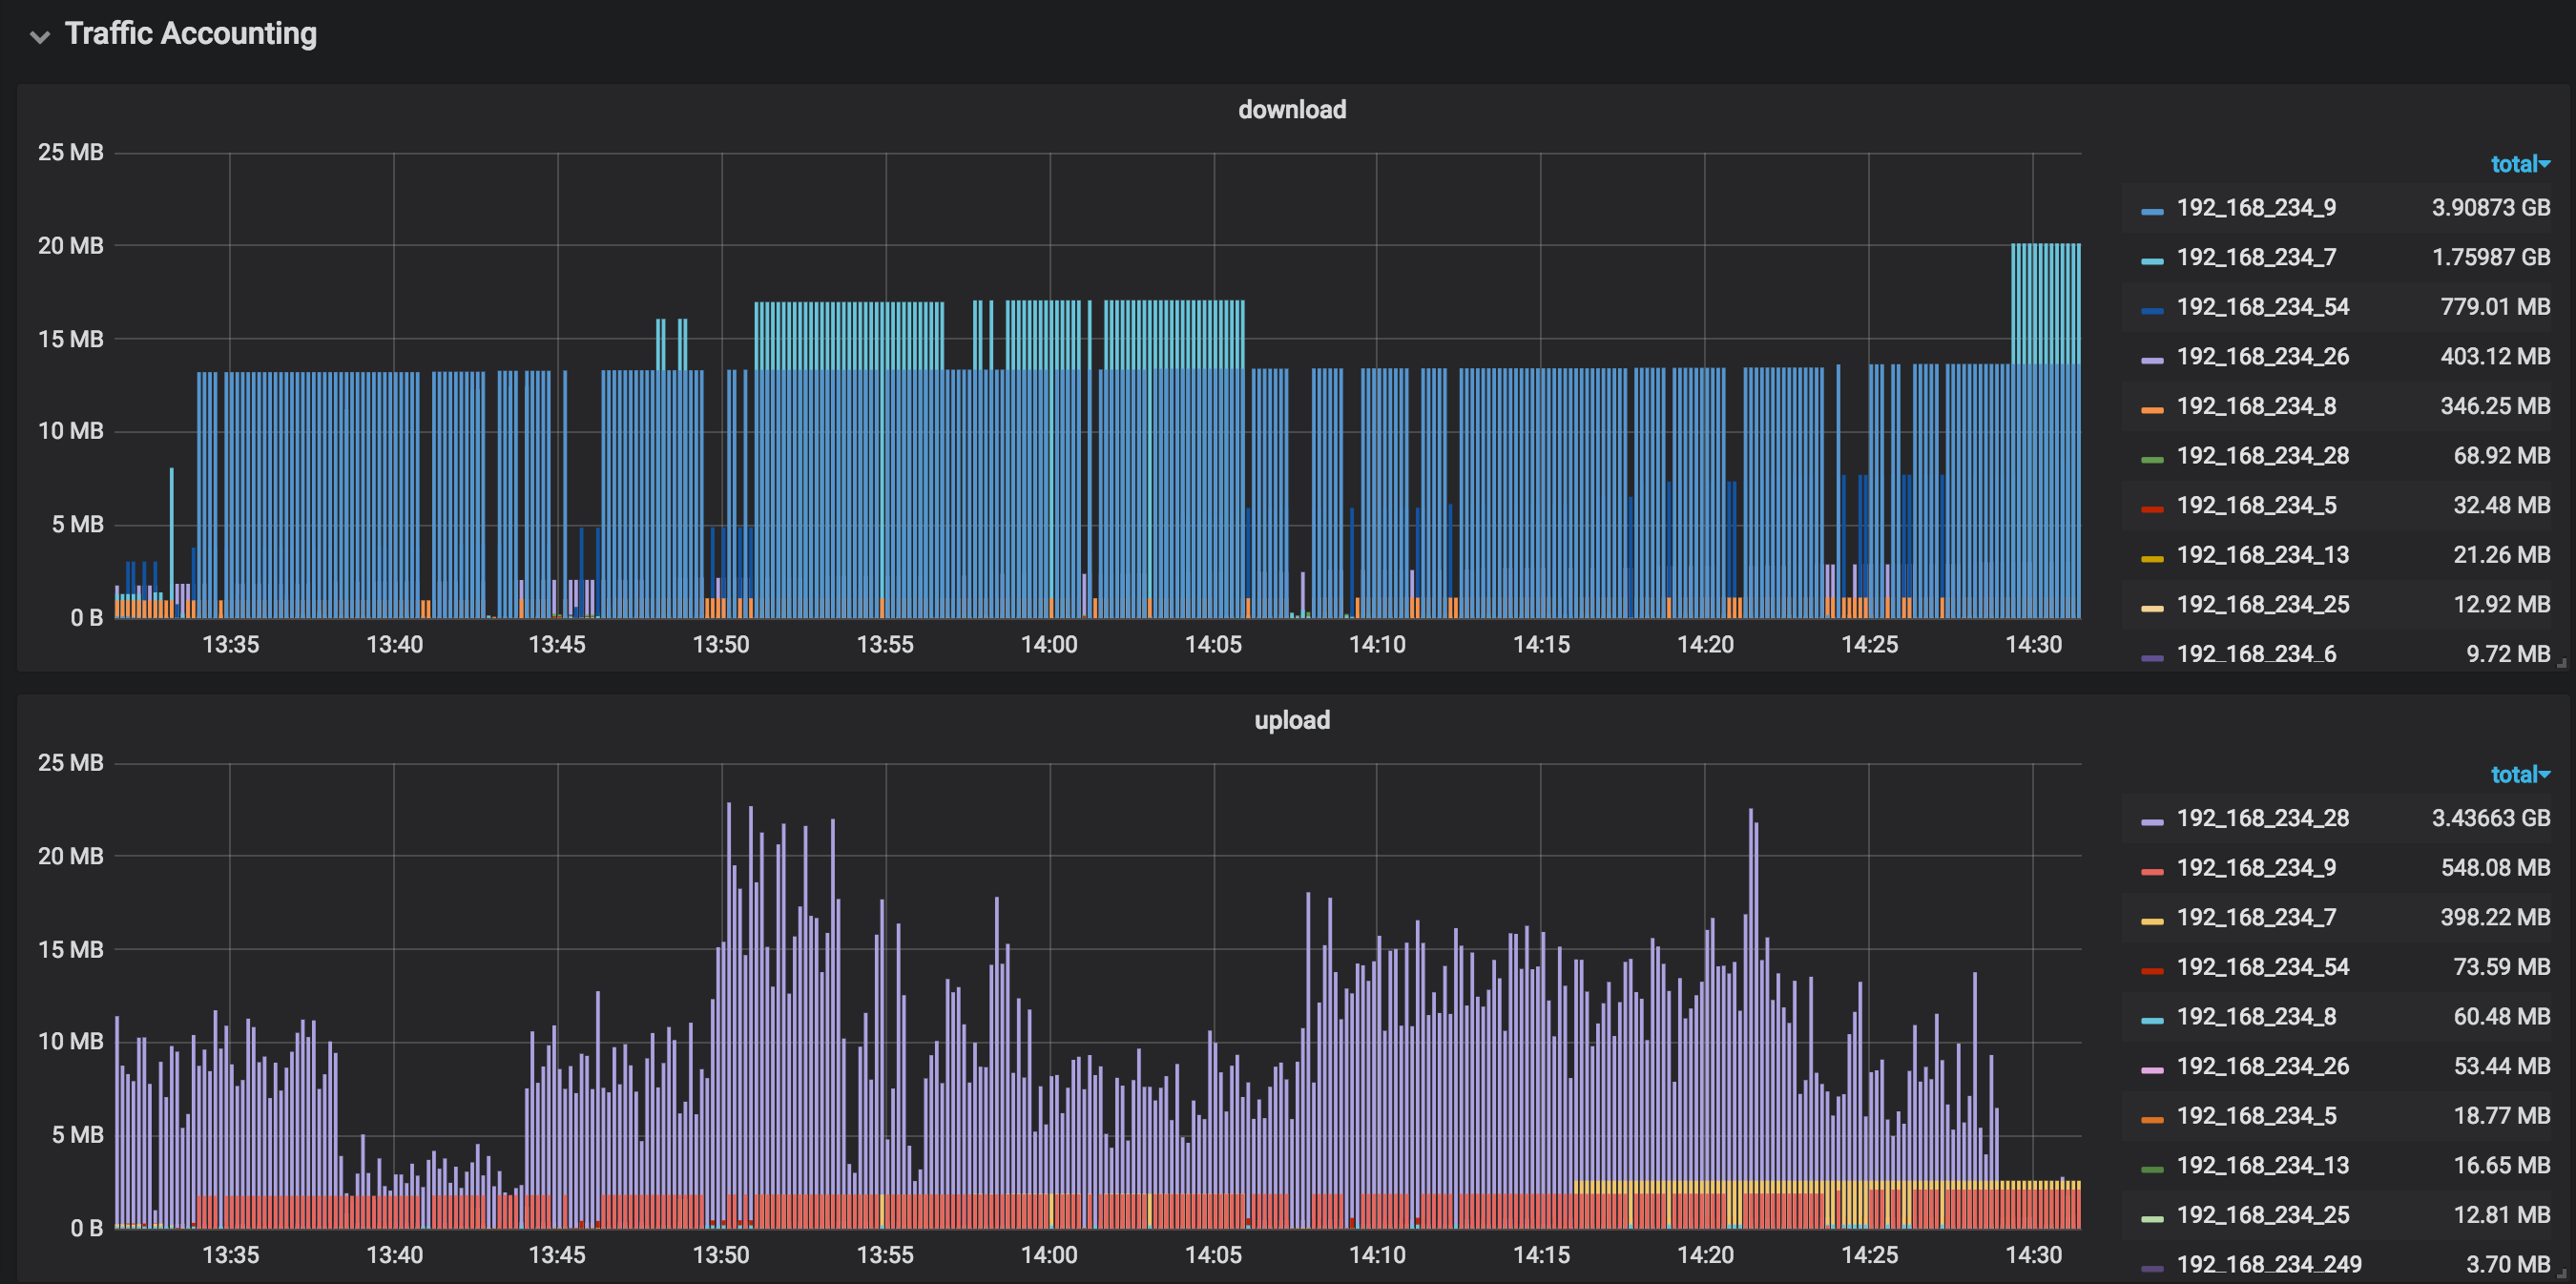 Traffic Accounting
download
25 MB
20 MB
15 MB
10 MB
5 MB
0 B
13:35 13:40 13:45 13:50 13:55 14:00 14:05 14:10 14:15 14:20 14:25 14:30
total
192_168_234_9 3.90873 GB
192_168_234_7 1.75987 GB
192_168_234_54 779.01 MB
192_168_234_26 403.12 MB
192_168_234_8 346.25 MB
192_168_234_28 68.92 MB
192_168_234_5 32.48 MB
192_168_234_13 21.26 MB
192_168_234_25 12.92 MB
192_168_234_6 9.72 MB
upload
25 MB
20 MB
15 MB
10 MB
5 MB
0 B
13:35 13:40 13:45 13:50 13:55 14:00 14:05 14:10 14:15 14:20 14:25 14:30
total
192_168_234_28 3.43663 GB
192_168_234_9 548.08 MB
192_168_234_7 398.22 MB
192_168_234_54 73.59 MB
192_168_234_8 60.48 MB
192_168_234_26 53.44 MB
192_168_234_5 18.77 MB
192_168_234_13 16.65 MB
192_168_234_25 12.81 MB
192_168_234_249 3.70 MB